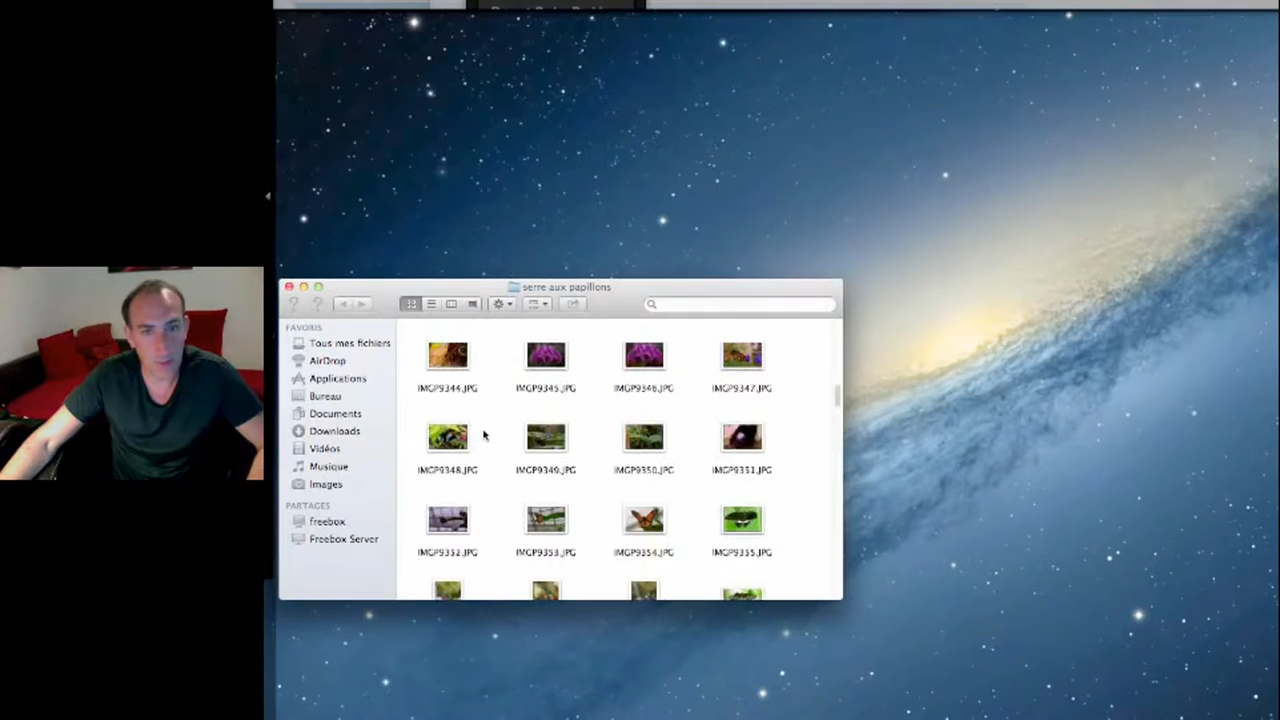 serre aux papillons
FAVORIS
Tous mes fichiers
AirDrop
Applications
Bureau
Documents
Downloads
Vidéos
Musique
Images
PARTAGÉS
freebox
Freebox Server
IMGP9344.JPG
IMGP9345.JPG
IMGP9346.JPG
IMGP9347.JPG
IMGP9348.JPG
IMGP9349.JPG
IMGP9350.JPG
IMGP9351.JPG
IMGP9352.JPG
IMGP9353.JPG
IMGP9354.JPG
IMGP9355.JPG